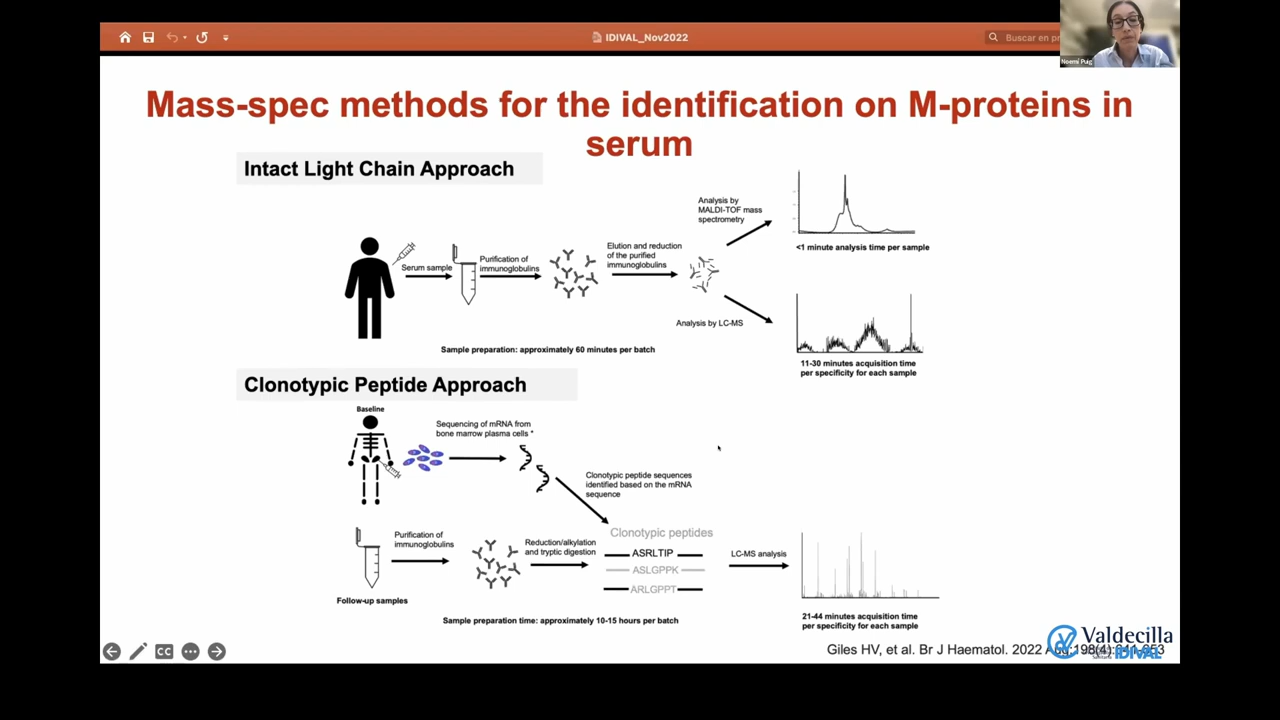 IDIVAL_Nov2022
Buscar en
Noemí Puig
Mass-spec methods for the identification on M-proteins in
serum
Intact Light Chain Approach
Serum sample
Purification of
immunoglobulins
Elution and reduction
of the purified
immunoglobulins
Analysis by
MALDI-TOF mass
spectrometry
<1 minute analysis time per sample
Analysis by LC-MS
11-30 minutes acquisition time
per specificity for each sample
Sample preparation: approximately 60 minutes per batch
Clonotypic Peptide Approach
Baseline
Sequencing of mRNA from
bone marrow plasma cells *
Clonotypic peptide sequences
identified based on the mRNA
sequence
Follow-up samples
Purification of
immunoglobulins
Reduction/alkylation
and tryptic digestion
Clonotypic peptides
ASRLTIP
ASLGPPK
ARLGPPT
LC-MS analysis
21-44 minutes acquisition time
per specificity for each sample
Sample preparation time: approximately 10-15 hours per batch
CC
Giles HV, et al. Br J Haematol. 2022
Valdecilla
IDIVAL